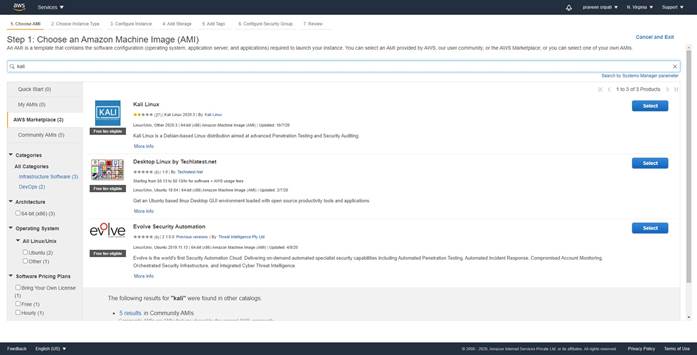 aws
Services
praveen sripati
N. Virginia
Support
1. Choose AMI
2. Choose Instance Type
3. Configure Instance
4. Add Storage
5. Add Tags
6. Configure Security Group
7. Review
Step 1: Choose an Amazon Machine Image (AMI)
Cancel and Exit
An AMI is a template that contains the software configuration (operating system, application server, and applications) required to launch your instance. You can select an AMI provided by AWS, our user community, or the AWS Marketplace; or you can select one of your own AMIs.
kali
Search by Systems Manager parameter
Quick Start (0)
My AMIs (0)
AWS Marketplace (3)
Community AMIs (5)
Categories
All Categories
Infrastructure Software (3)
DevOps (2)
Architecture
64-bit (x86) (3)
Operating System
All Linux/Unix
Ubuntu (2)
Other (1)
Software Pricing Plans
Bring Your Own License (1)
Free (1)
Hourly (1)
1 to 3 of 3 Products
KALI
Free tier eligible
Kali Linux
(27) | Kali Linux 2020.3 | By Kali Linux
Linux/Unix, Other 2020.3 | 64-bit (x86) Amazon Machine Image (AMI) | Updated: 10/7/20
Kali Linux is a Debian-based Linux distribution aimed at advanced Penetration Testing and Security Auditing
More info
Select
Free tier eligible
Desktop Linux by Techlatest.net
(0) | 1.0 | By Techlatest.Net
Starting from $0.13 to $0.13/hr for software + AWS usage fees
Linux/Unix, Ubuntu 18.04 | 64-bit (x86) Amazon Machine Image (AMI) | Updated: 2/7/20
Get an Ubuntu based linux Desktop GUI environment loaded with open source productivity tools and applications
More info
Select
evolve
Free tier eligible
Evolve Security Automation
(0) | 2.1.0.0 Previous versions | By Threat Intelligence Pty Ltd
Linux/Unix, Ubuntu 2019.11.13 | 64-bit (x86) Amazon Machine Image (AMI) | Updated: 4/8/20
Evolve is the world's first Security Automation Cloud. Delivering on-demand automated specialist security capabilities including Automated Penetration Testing, Automated Incident Response, Compromised Account Monitoring, Orchestrated Security Infrastructure, and Integrated Cyber Threat Intelligence
More info
Select
The following results for "kali" were found in other catalogs:
5 results in Community AMIs
Feedback
English (US)
© 2008 - 2020, Amazon Internet Services Private Ltd. or its affiliates. All rights reserved.
Privacy Policy
Terms of Use